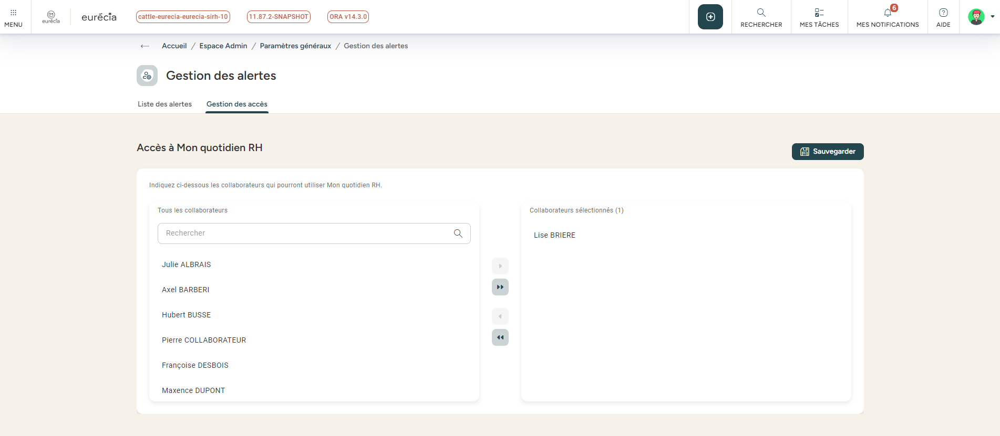 MENU
eurécia
eurécia
cattle-eurecia-eurecia-sirh-10
11.87.2-SNAPSHOT
ORA v14.3.0
RECHERCHER
MES TÂCHES
6
MES NOTIFICATIONS
AIDE
Accueil / Espace Admin / Paramètres généraux / Gestion des alertes
Gestion des alertes
Liste des alertes
Gestion des accès
Accès à Mon quotidien RH
Sauvegarder
Indiquez ci-dessous les collaborateurs qui pourront utiliser Mon quotidien RH.
Tous les collaborateurs
Rechercher
Julie ALBRAIS
Axel BARBERI
Hubert BUSSE
Pierre COLLABORATEUR
Françoise DESBOIS
Maxence DUPONT
Collaborateurs sélectionnés (1)
Lise BRIERE